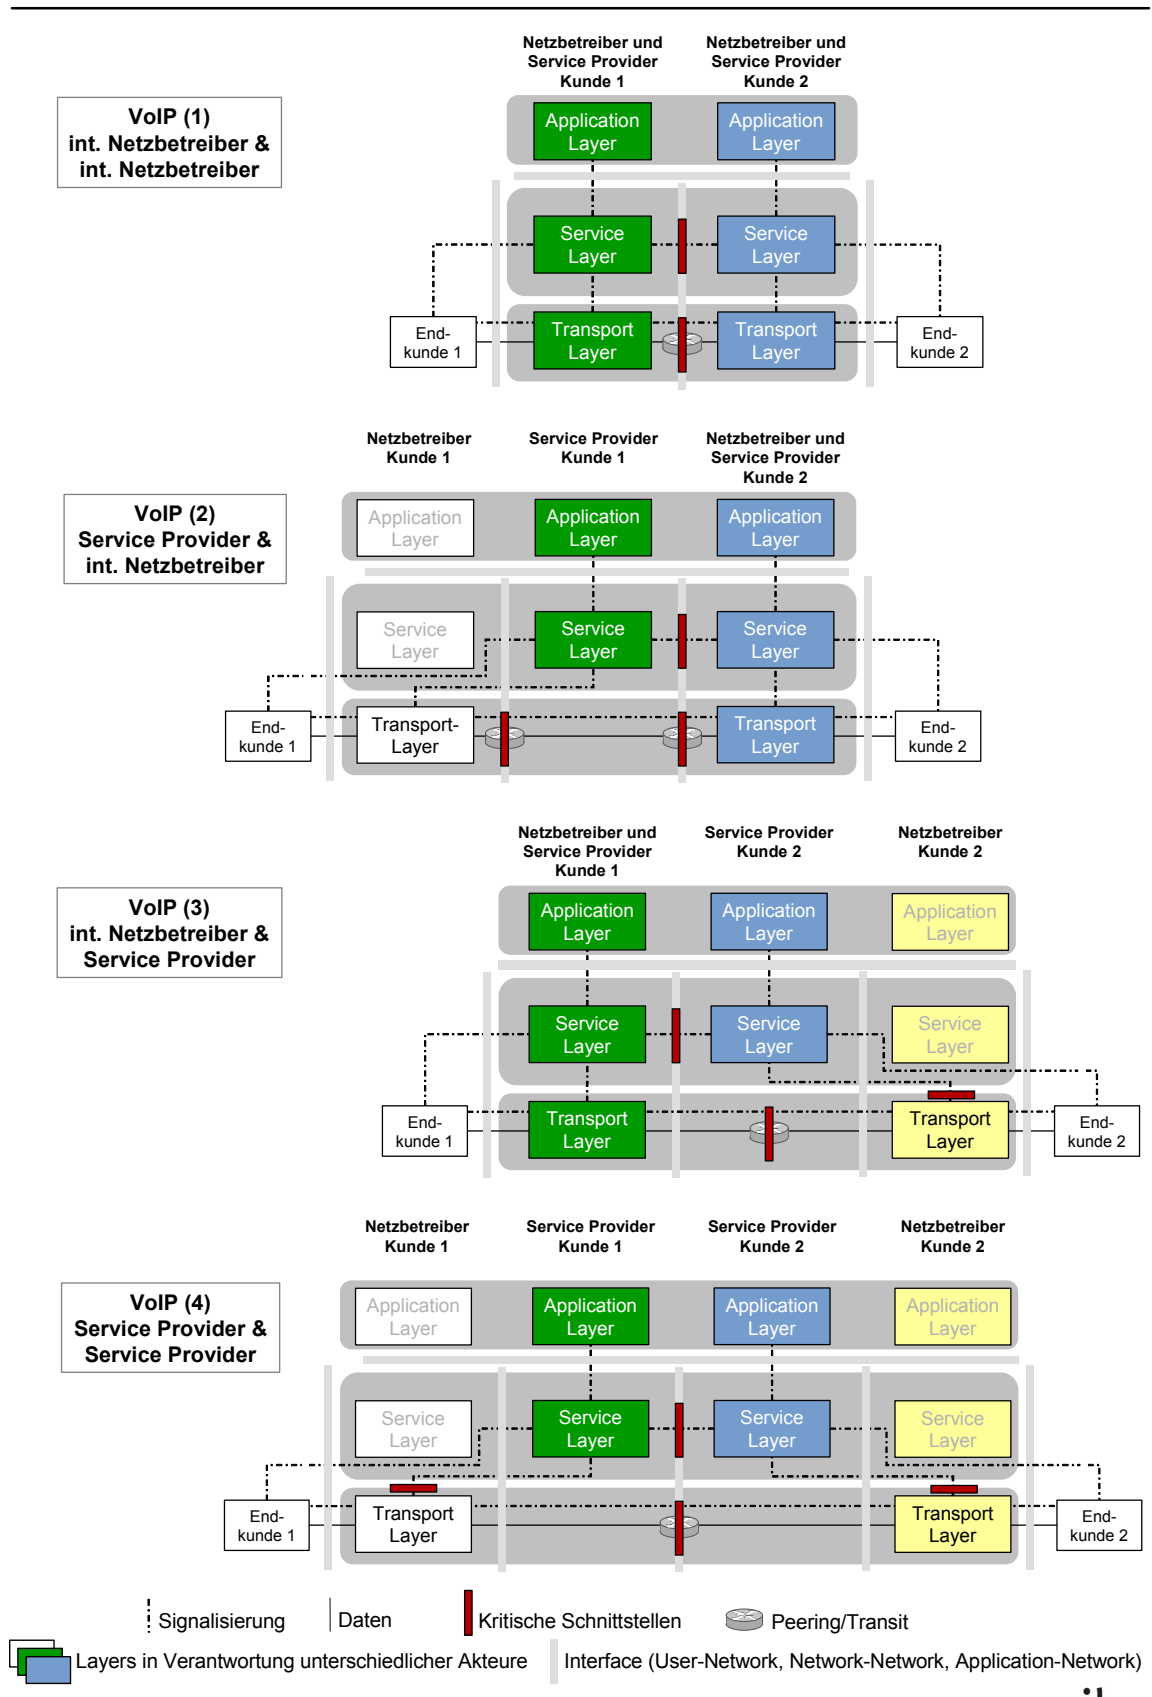 Netzbetreiber und
Service Provider
Kunde 1
Netzbetreiber und
Service Provider
Kunde 2
VoIP (1)
int. Netzbetreiber &
int. Netzbetreiber
Application
Layer
Application
Layer
Service
Layer
Service
Layer
End-
kunde 1
Transport
Layer
Transport
Layer
End-
kunde 2
Netzbetreiber
Kunde 1
Service Provider
Kunde 1
Netzbetreiber und
Service Provider
Kunde 2
VoIP (2)
Service Provider &
int. Netzbetreiber
Application
Layer
Application
Layer
Application
Layer
Service
Layer
Service
Layer
Service
Layer
End-
kunde 1
Transport-
Layer
Transport
Layer
End-
kunde 2
Netzbetreiber und
Service Provider
Kunde 1
Service Provider
Kunde 2
Netzbetreiber
Kunde 2
VoIP (3)
int. Netzbetreiber &
Service Provider
Application
Layer
Application
Layer
Application
Layer
Service
Layer
Service
Layer
Service
Layer
End-
kunde 1
Transport
Layer
Transport
Layer
End-
kunde 2
Netzbetreiber
Kunde 1
Service Provider
Kunde 1
Service Provider
Kunde 2
Netzbetreiber
Kunde 2
VoIP (4)
Service Provider &
Service Provider
Application
Layer
Application
Layer
Application
Layer
Application
Layer
Service
Layer
Service
Layer
Service
Layer
Service
Layer
End-
kunde 1
Transport
Layer
Transport
Layer
End-
kunde 2
Signalisierung
Daten
Kritische Schnittstellen
Peering/Transit
Layers in Verantwortung unterschiedlicher Akteure
Interface (User-Network, Network-Network, Application-Network)